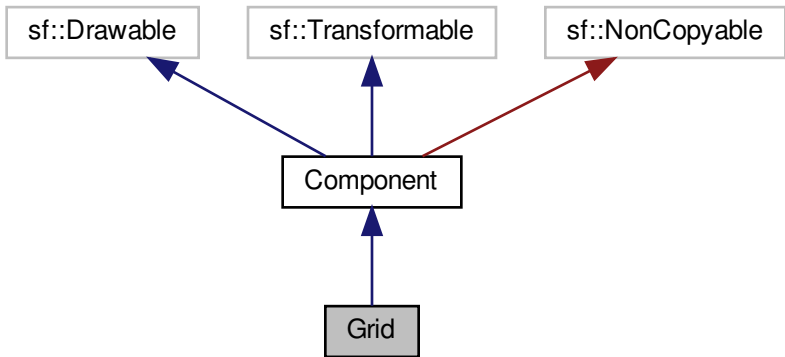 sf::Drawable
sf::Transformable
sf::NonCopyable
Component
Grid